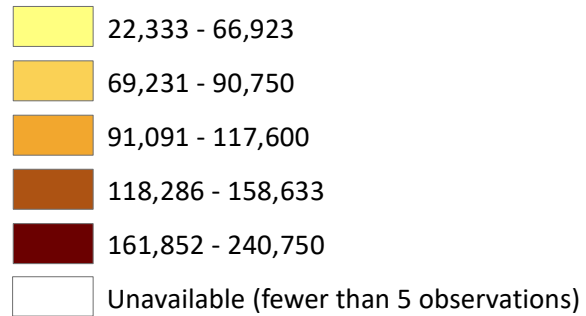 22,333 - 66,923
69,231 - 90,750
91,091 - 117,600
118,286 - 158,633
161,852 - 240,750
Unavailable (fewer than 5 observations)